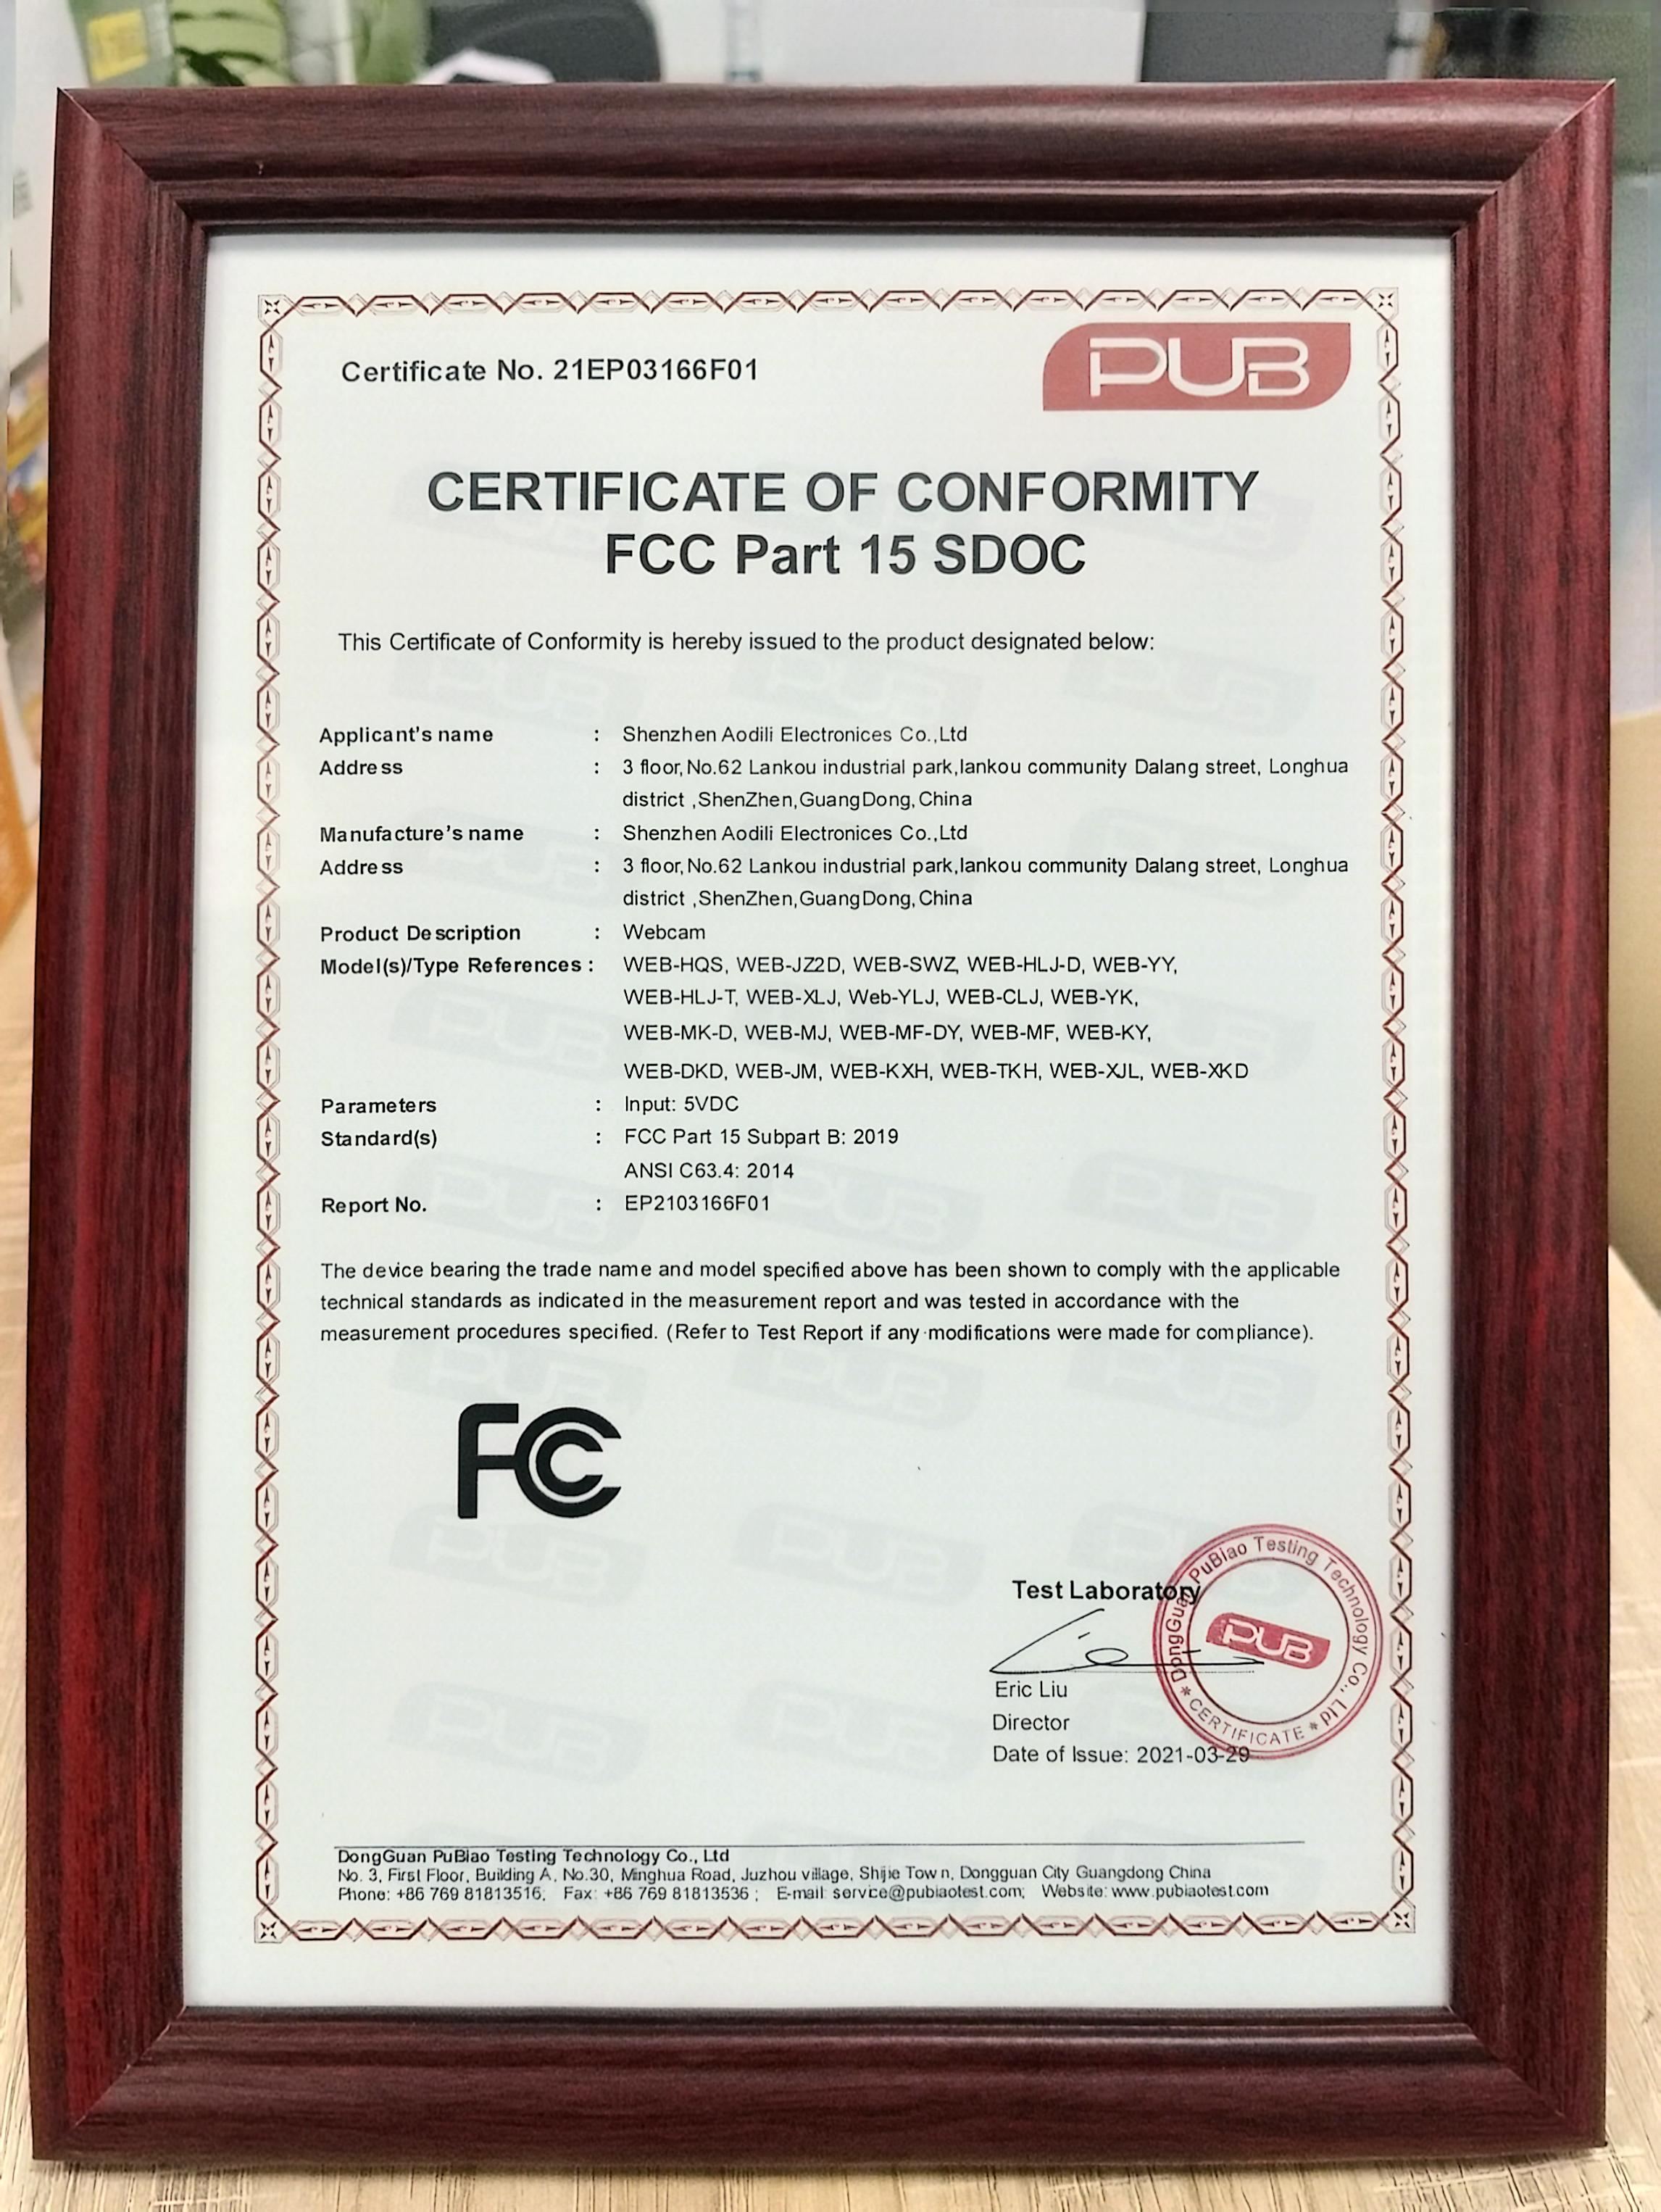 Certificate No. 21EP03166F01
PUB
CERTIFICATE OF CONFORMITY
FCC Part 15 SDOC
This Certificate of Conformity is hereby issued to the product designated below:
Applicant's name : Shenzhen Aodili Electronices Co.,Ltd
Address : 3 floor,No.62 Lankou industrial park,lankou community Dalang street, Longhua
district ,ShenZhen,GuangDong,China
Manufacture's name : Shenzhen Aodili Electronices Co.,Ltd
Address : 3 floor,No.62 Lankou industrial park,lankou community Dalang street, Longhua
district ,ShenZhen,GuangDong,China
Product Description : Webcam
Model(s)/Type References : WEB-HQS, WEB-JZ2D, WEB-SWZ, WEB-HLJ-D, WEB-YY,
WEB-HLJ-T, WEB-XLJ, Web-YLJ, WEB-CLJ, WEB-YK,
WEB-MK-D, WEB-MJ, WEB-MF-DY, WEB-MF, WEB-KY,
WEB-DKD, WEB-JM, WEB-KXH, WEB-TKH, WEB-XJL, WEB-XKD
Parameters : Input: 5VDC
Standard(s) : FCC Part 15 Subpart B: 2019
ANSI C63.4: 2014
Report No. : EP2103166F01
The device bearing the trade name and model specified above has been shown to comply with the applicable
technical standards as indicated in the measurement report and was tested in accordance with the
measurement procedures specified. (Refer to Test Report if any modifications were made for compliance).
FCC
Test Laboratory
DongGuan PuBiao Testing Technology Co., Ltd
PUB
* CERTIFICATE *
Eric Liu
Director
Date of Issue: 2021-03-29
DongGuan PuBiao Testing Technology Co., Ltd
No. 3, First Floor, Building A, No.30, Minghua Road, Juzhou village, Shijie Town, Dongguan City Guangdong China
Phone: +86 769 81813516; Fax: +86 769 81813536 ; E-mail: service@pubiaotest.com; Website: www.pubiaotest.com